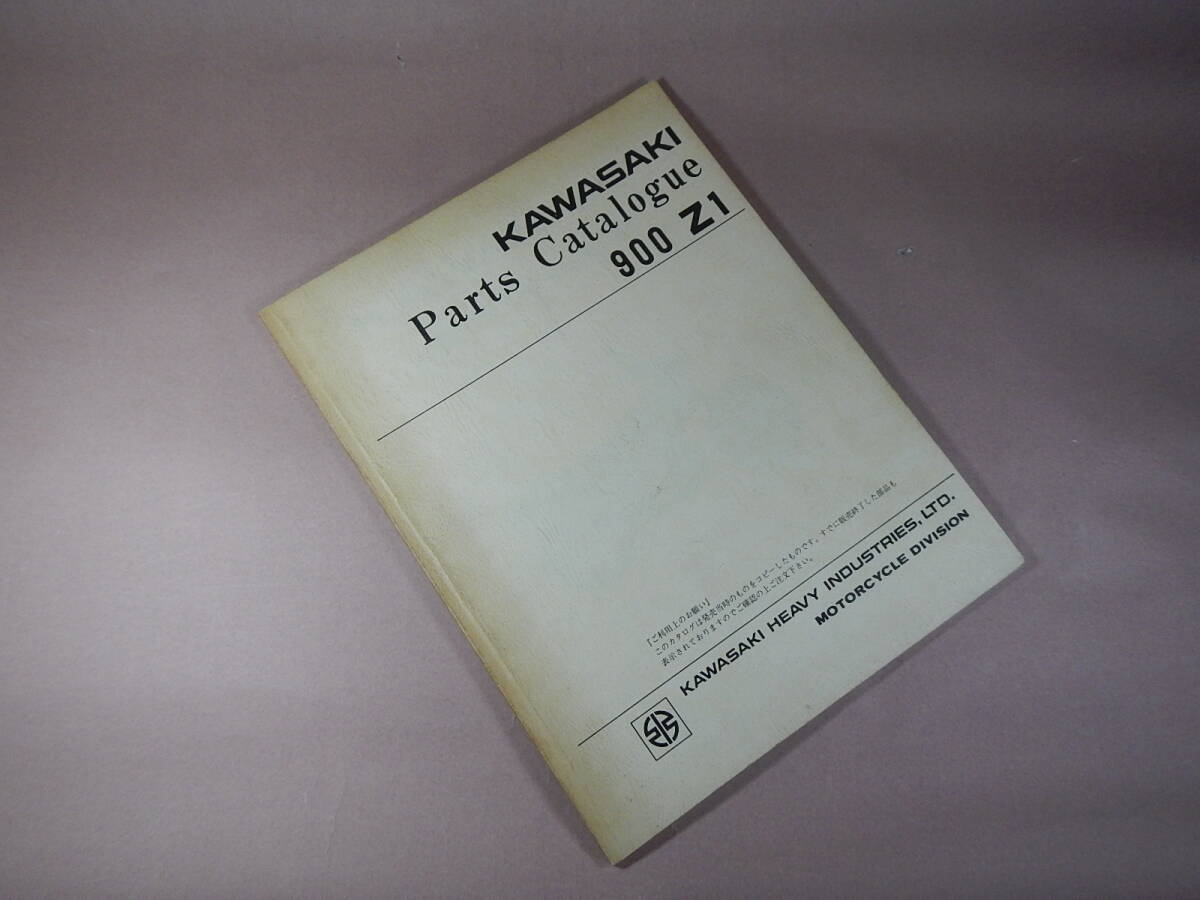 KAWASAKI
Parts Catalogue
900 Z1
『ご利用上のお願い』
このカタログは発売当時のものをコピーしたものです。すでに販売終了した部品も
表示されておりますのでご確認の上ご注文下さい。
KAWASAKI HEAVY INDUSTRIES, LTD.
MOTORCYCLE DIVISION